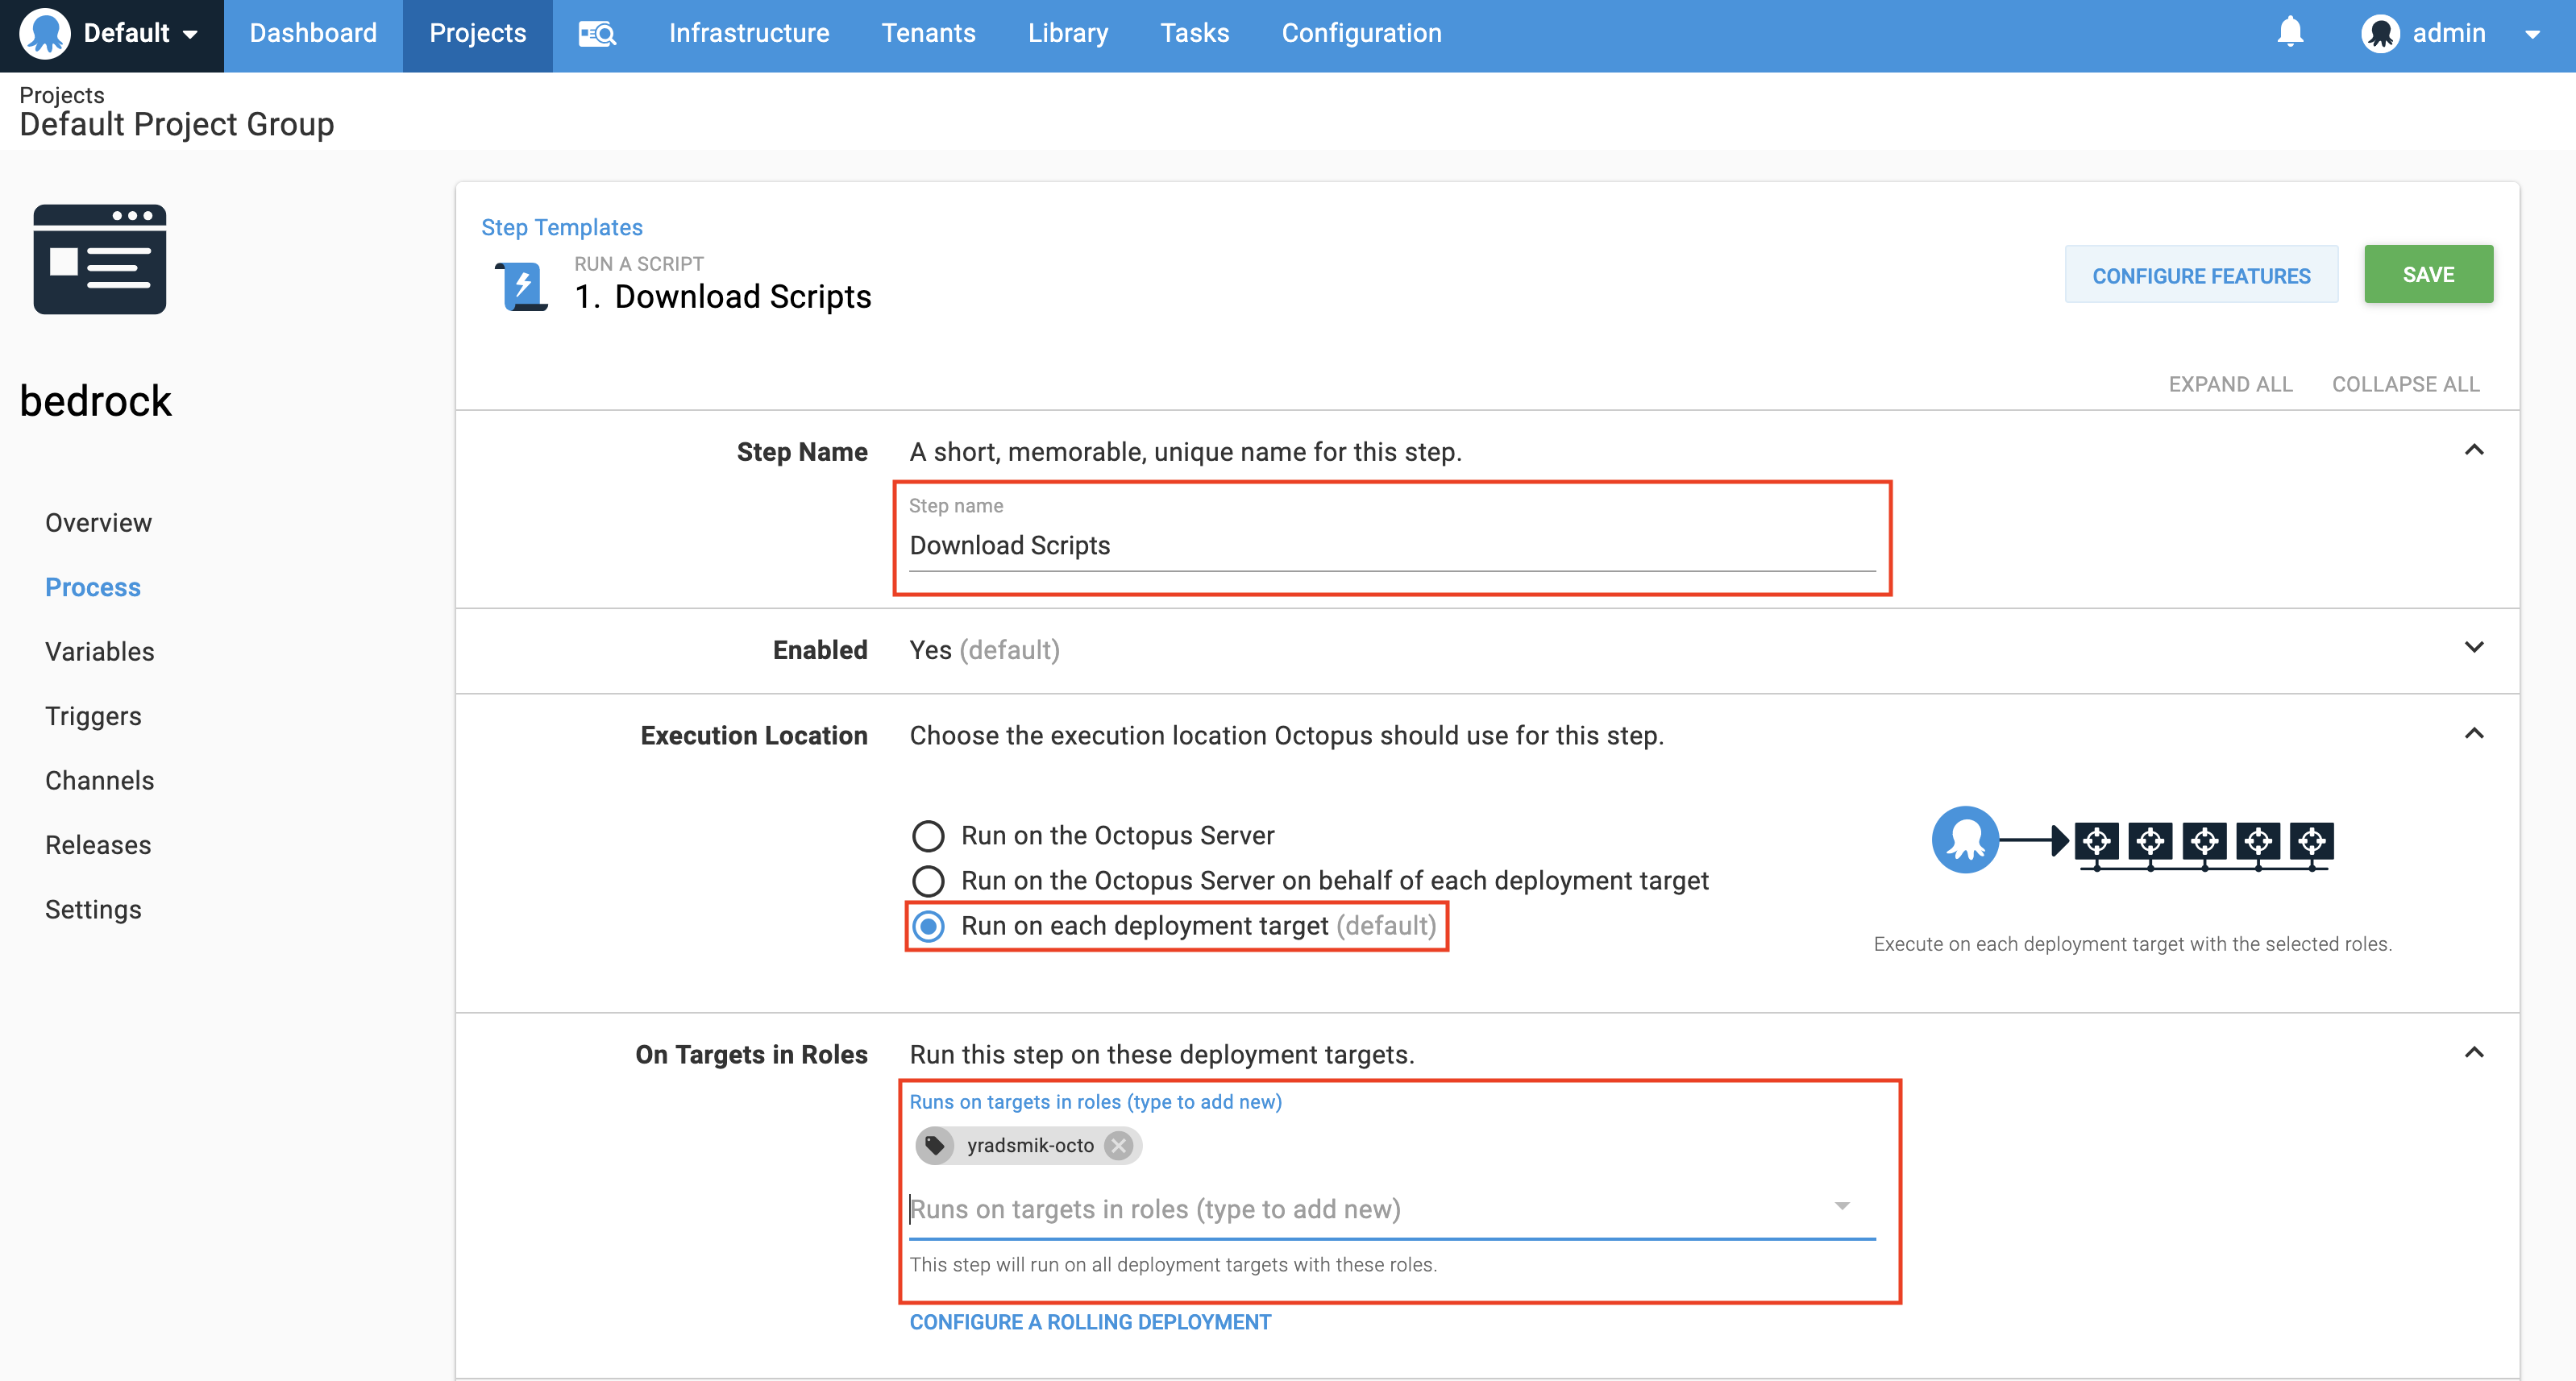 Default
Dashboard
Projects
Infrastructure
Tenants
Library
Tasks
Configuration
admin
Projects
Default Project Group
bedrock
Overview
Process
Variables
Triggers
Channels
Releases
Settings
Step Templates
RUN A SCRIPT
1. Download Scripts
CONFIGURE FEATURES
SAVE
EXPAND ALL
COLLAPSE ALL
Step Name
A short, memorable, unique name for this step.
Step name
Download Scripts
Enabled
Yes (default)
Execution Location
Choose the execution location Octopus should use for this step.
Run on the Octopus Server
Run on the Octopus Server on behalf of each deployment target
Run on each deployment target (default)
Execute on each deployment target with the selected roles.
On Targets in Roles
Run this step on these deployment targets.
Runs on targets in roles (type to add new)
yradsmik-octo
Runs on targets in roles (type to add new)
This step will run on all deployment targets with these roles.
CONFIGURE A ROLLING DEPLOYMENT